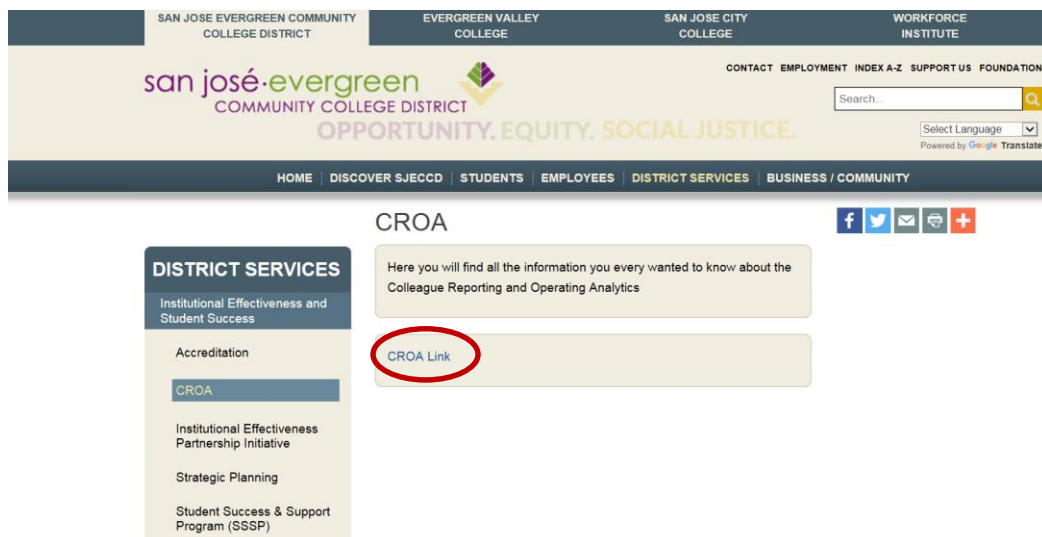 SAN JOSE EVERGREEN COMMUNITY
COLLEGE DISTRICT
EVERGREEN VALLEY
COLLEGE
SAN JOSE CITY
COLLEGE
WORKFORCE
INSTITUTE
san josé·evergreen
COMMUNITY COLLEGE DISTRICT
OPPORTUNITY. EQUITY. SOCIAL JUSTICE.
CONTACT EMPLOYMENT INDEX A-Z SUPPORT US FOUNDATION
Search...
Select Language
Powered by Google Translate
HOME | DISCOVER SJECCD | STUDENTS | EMPLOYEES | DISTRICT SERVICES | BUSINESS / COMMUNITY
CROA
DISTRICT SERVICES
Institutional Effectiveness and
Student Success
Accreditation
CROA
Institutional Effectiveness
Partnership Initiative
Strategic Planning
Student Success & Support
Program (SSSP)
Here you will find all the information you every wanted to know about the
Colleague Reporting and Operating Analytics
CROA Link